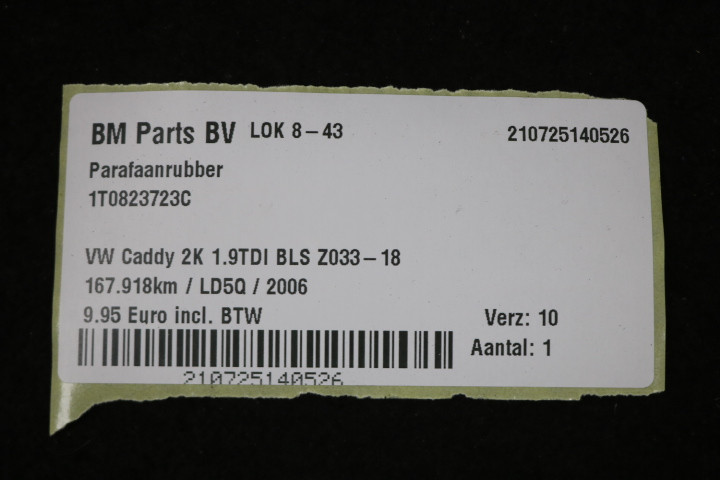 BM Parts BV LOK 8-43 210725140526
Parafaanrubber
1T0823723C
VW Caddy 2K 1.9TDI BLS Z033-18
167.918km / LD5Q / 2006
9.95 Euro incl. BTW Verz: 10
Aantal: 1
210725140526